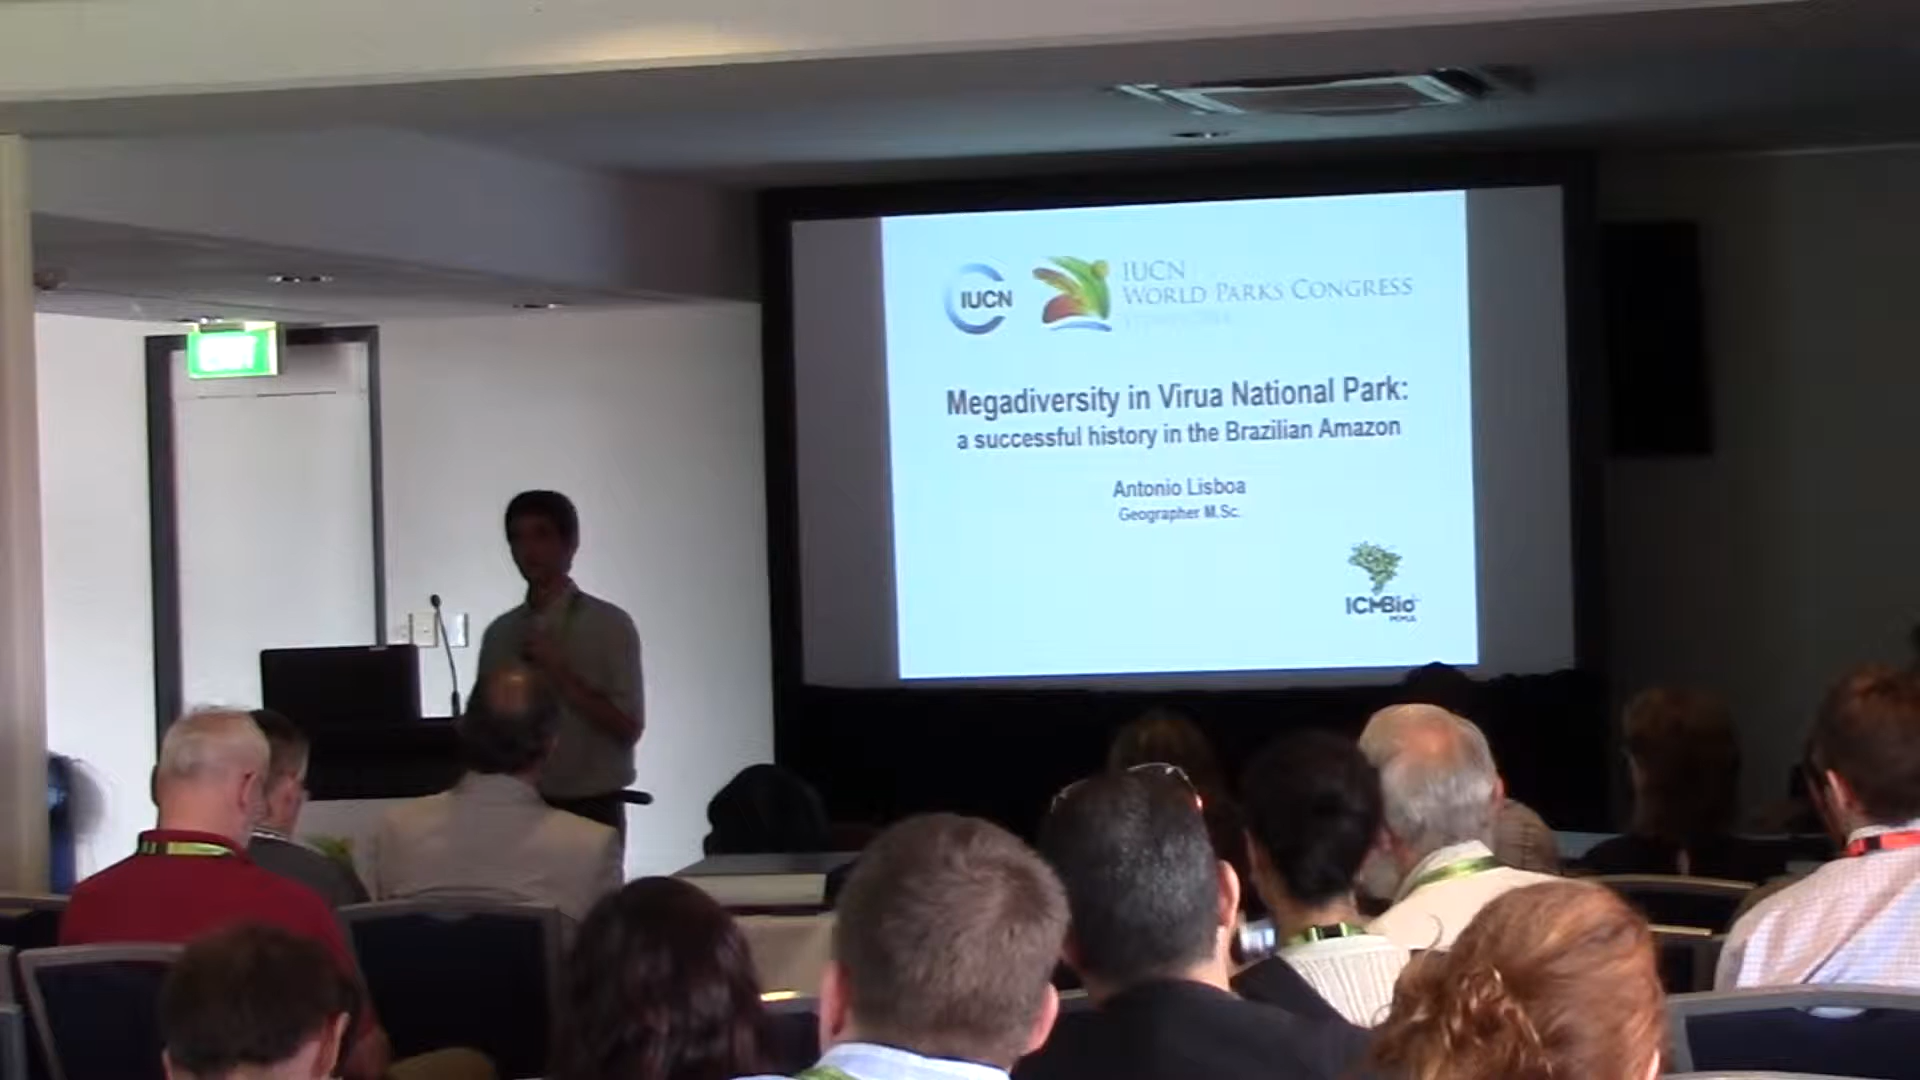 EXIT
IUCN
IUCN
WORLD PARKS CONGRESS
Megadiversity in Virua National Park:
a successful history in the Brazilian Amazon
Antonio Lisboa
Geographer M.Sc.
ICMBio
MMA